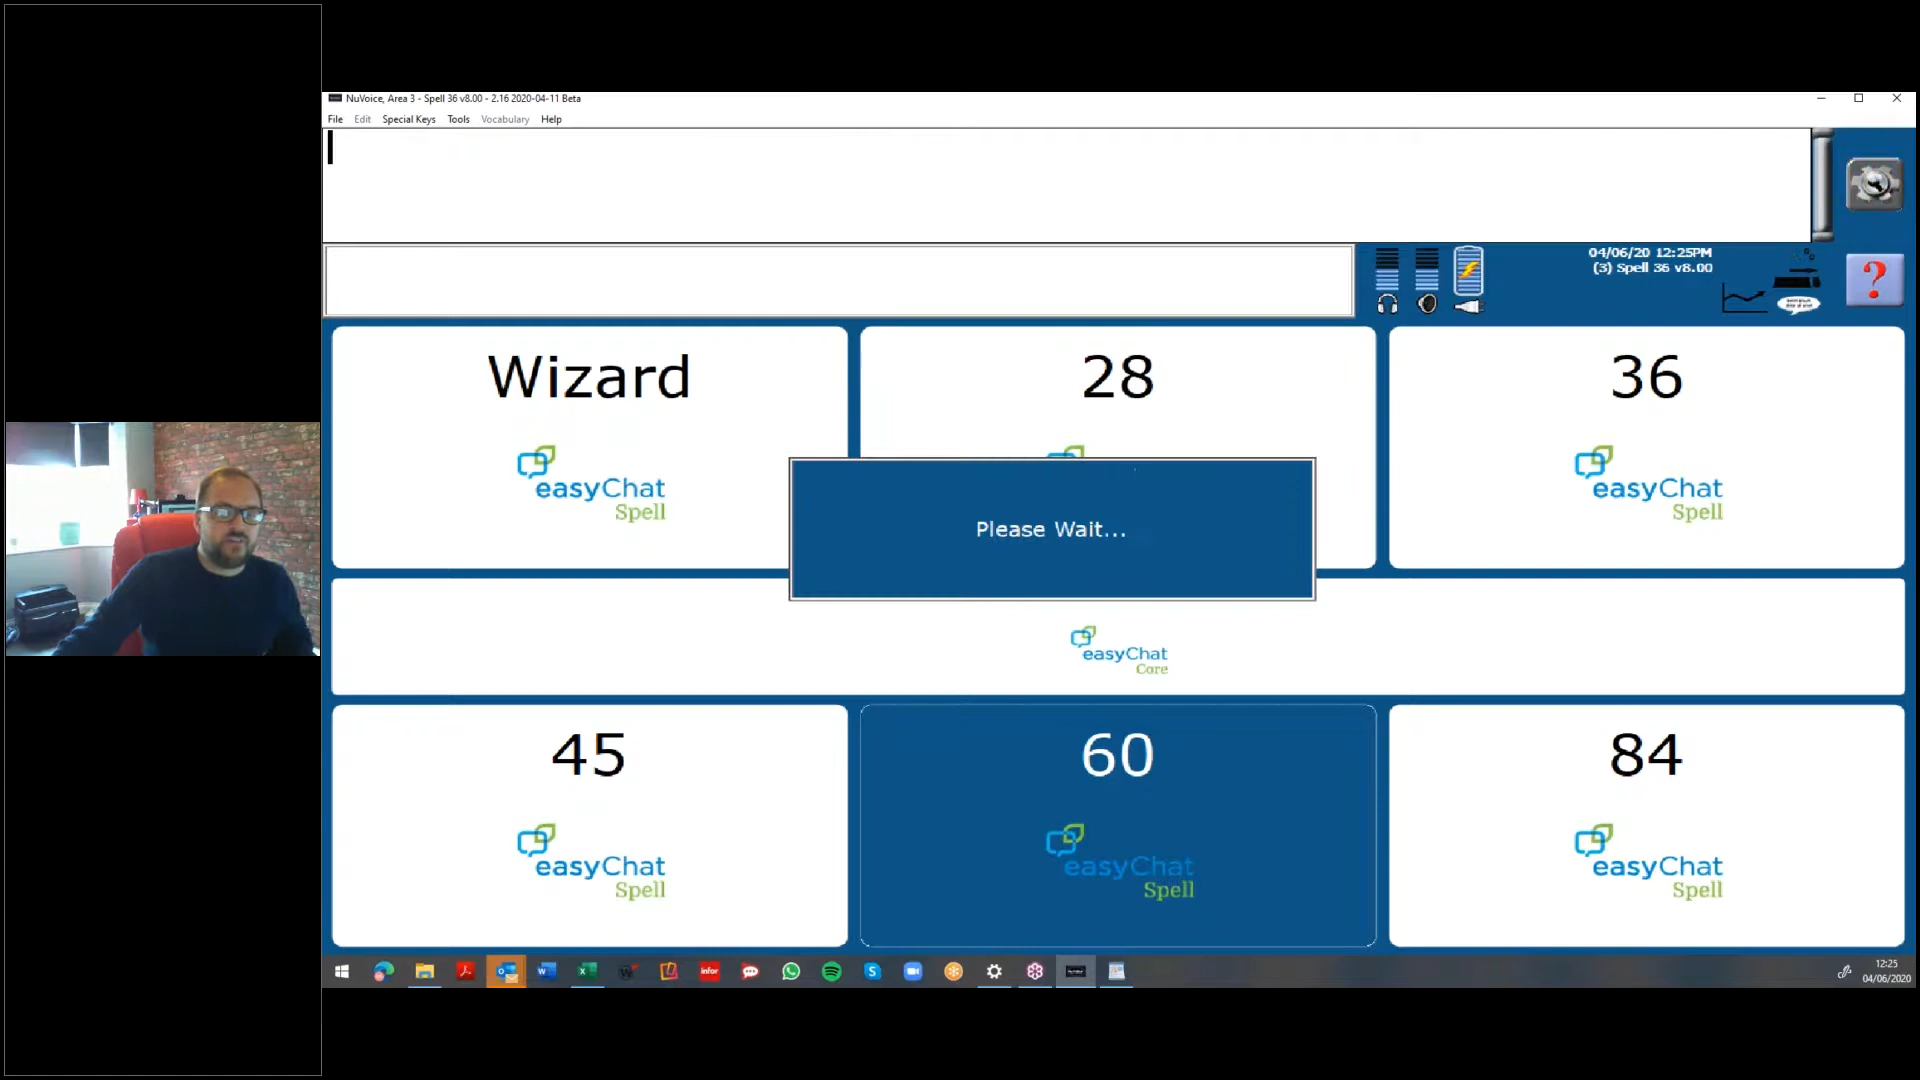 NuVoice, Area 3 - Spell 36 v8.00 - 2.16 2020-04-11 Beta
File Edit Special Keys Tools Vocabulary Help
04/06/20 12:25PM
(3) Spell 36 v8.00
?
Wizard
easyChat
Spell
28
36
easyChat
Spell
Please Wait...
easyChat
Core
45
easyChat
Spell
60
easyChat
Spell
84
easyChat
Spell
infor
12:25
04/06/2020